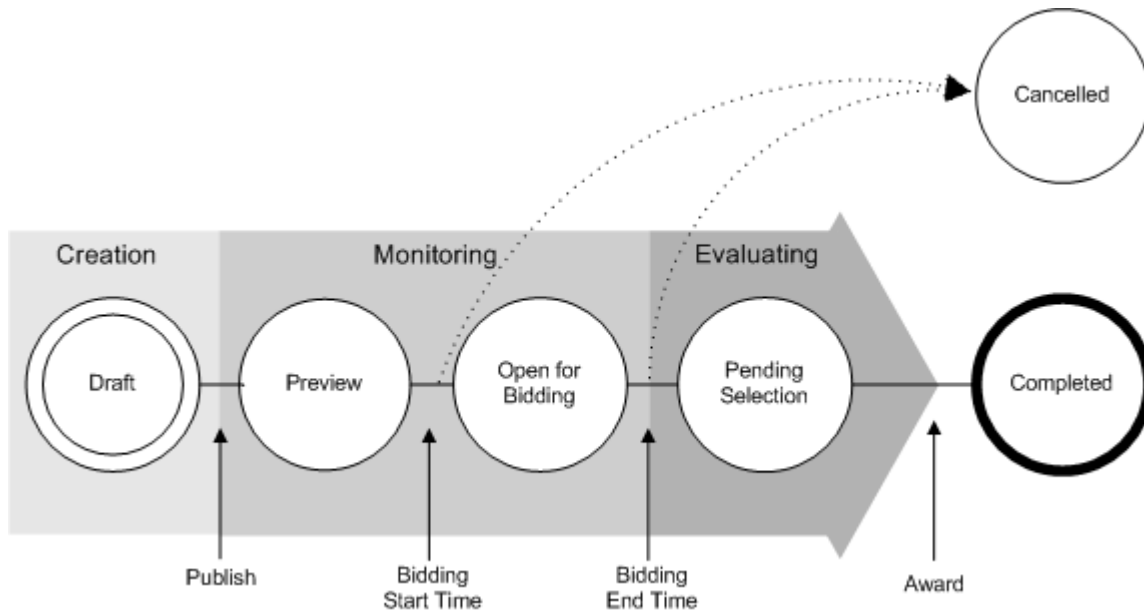 Cancelled
Creation
Monitoring
Evaluating
Draft
Preview
Open for
Bidding
Pending
Selection
Completed
Publish
Bidding
Start Time
Bidding
End Time
Award